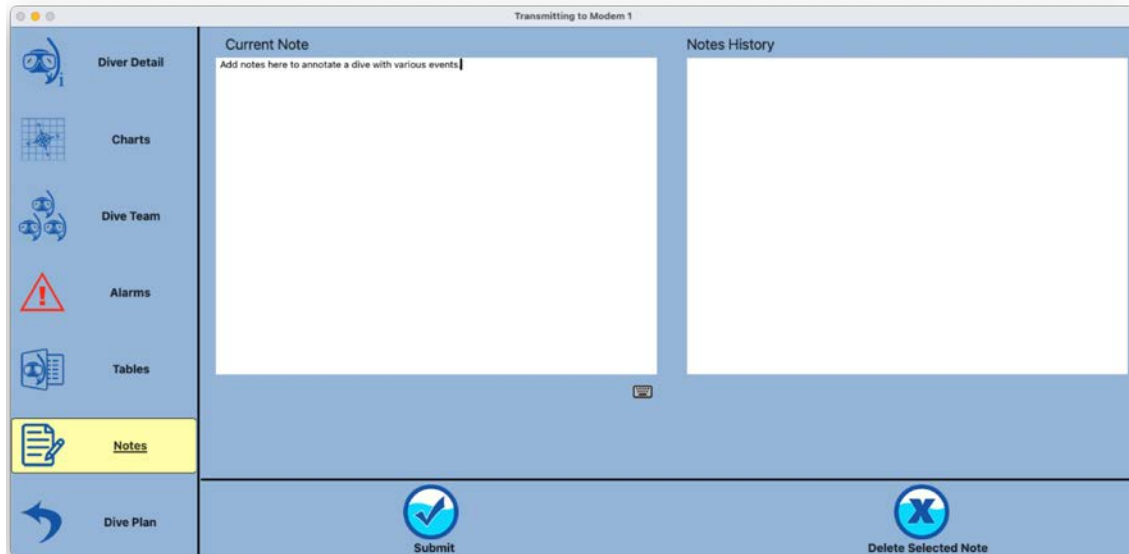 Transmitting to Modem 1
Diver Detail
Charts
Dive Team
Alarms
Tables
Notes
Dive Plan
Current Note
Add notes here to annotate a dive with various events.
Notes History
Submit
Delete Selected Note